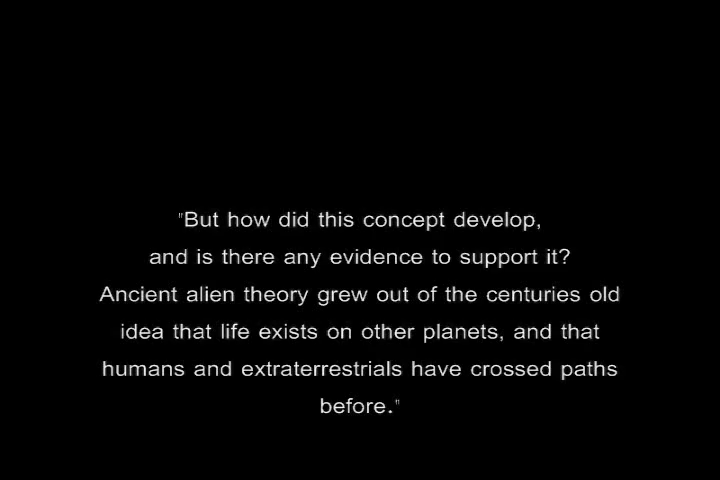 "But how did this concept develop,
and is there any evidence to support it?
Ancient alien theory grew out of the centuries old
idea that life exists on other planets, and that
humans and extraterrestrials have crossed paths
before."